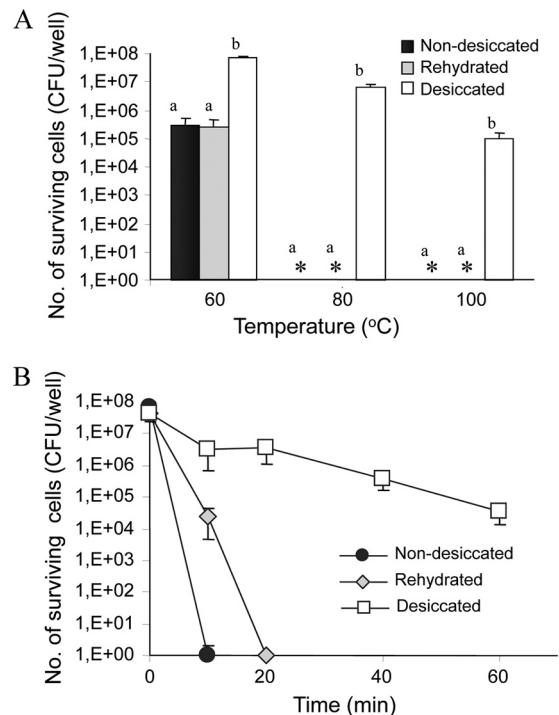 A
No. of surviving cells (CFU/well)
1,E+08
1,E+07
1,E+06
1,E+05
1,E+04
1,E+03
1,E+02
1,E+01
1,E+00
a a b
a a b
a a b
* * * *
Non-desiccated
Rehydrated
Desiccated
60 80 100
Temperature (oC)
B
No. of surviving cells (CFU/well)
1,E+08
1,E+07
1,E+06
1,E+05
1,E+04
1,E+03
1,E+02
1,E+01
1,E+00
Non-desiccated
Rehydrated
Desiccated
0 20 40 60
Time (min)